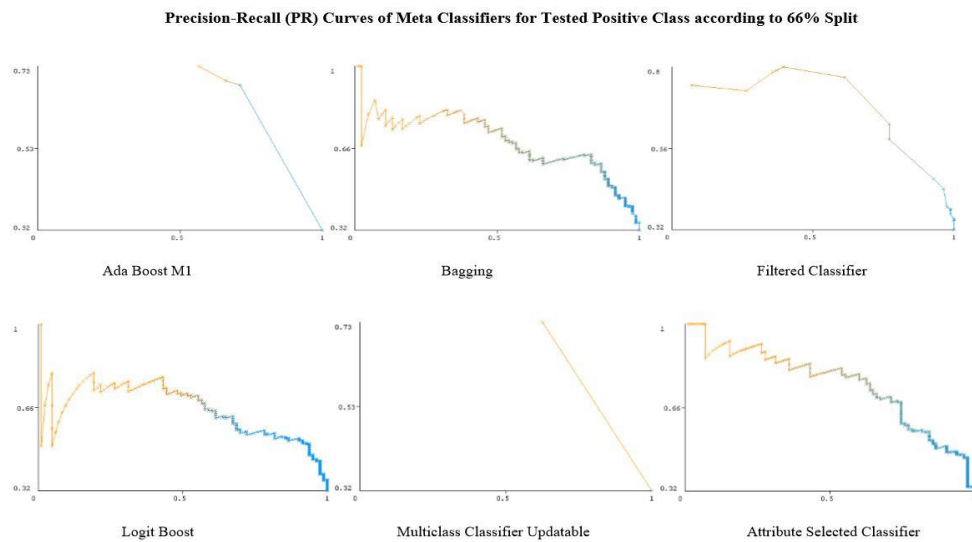 Precision-Recall (PR) Curves of Meta Classifiers for Tested Positive Class according to 66% Split
0.73 1 0.8
0.53 0.66 0.56
0.32 0.32 0.32
0 0.5 1 0 0.5 1 0 0.5 1
Ada Boost M1 Bagging Filtered Classifier
1 0.73 1
0.66 0.53 0.66
0.32 0.32 0.32
0 0.5 1 0 0.5 1 0 0.5
Logit Boost Multiclass Classifier Updatable Attribute Selected Classifier